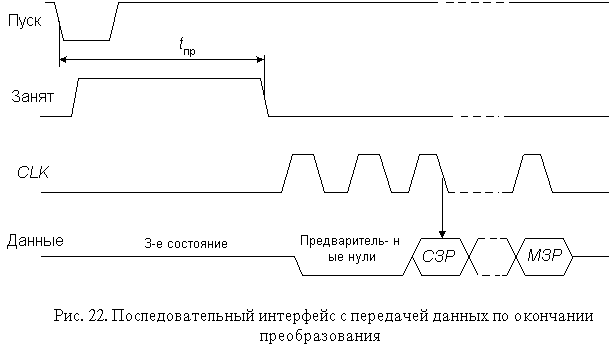 Пуск
tпр
Занят
CLK
Данные
3-е состояние
Предваритель- н
ые нули
СЗР
МЗР
Рис. 22. Последовательный интерфейс с передачей данных по окончании
преобразования